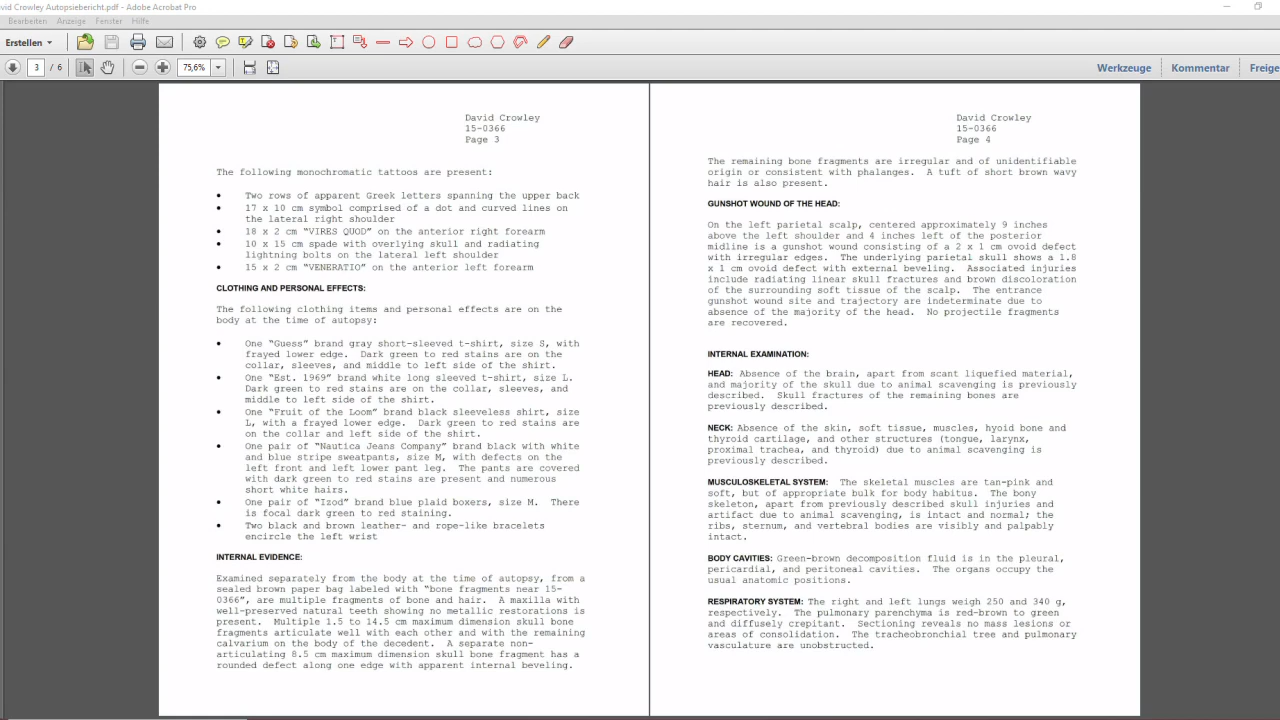 vid Crowley Autopsiebericht.pdf - Adobe Acrobat Pro
Bearbeiten Anzeige Fenster Hilfe
Erstellen
3 / 6 75,6%
Werkzeuge Kommentar Freige
David Crowley
15-0366
Page 3
The following monochromatic tattoos are present:
• Two rows of apparent Greek letters spanning the upper back
• 17 x 10 cm symbol comprised of a dot and curved lines on
the lateral right shoulder
• 18 x 2 cm “VIRES QUOD” on the anterior right forearm
• 10 x 15 cm spade with overlying skull and radiating
lightning bolts on the lateral left shoulder
• 15 x 2 cm “VENERATIO” on the anterior left forearm
CLOTHING AND PERSONAL EFFECTS:
The following clothing items and personal effects are on the
body at the time of autopsy:
• One “Guess” brand gray short-sleeved t-shirt, size S, with
frayed lower edge. Dark green to red stains are on the
collar, sleeves, and middle to left side of the shirt.
• One “Est. 1969” brand white long sleeved t-shirt, size L.
Dark green to red stains are on the collar, sleeves, and
middle to left side of the shirt.
• One “Fruit of the Loom” brand black sleeveless shirt, size
L, with a frayed lower edge. Dark green to red stains are
on the collar and left side of the shirt.
• One pair of “Nautica Jeans Company” brand black with white
and blue stripe sweatpants, size M, with defects on the
left front and left lower pant leg. The pants are covered
with dark green to red stains are present and numerous
short white hairs.
• One pair of “Izod” brand blue plaid boxers, size M. There
is focal dark green to red staining.
• Two black and brown leather- and rope-like bracelets
encircle the left wrist
INTERNAL EVIDENCE:
Examined separately from the body at the time of autopsy, from a
sealed brown paper bag labeled with “bone fragments near 15-
0366”, are multiple fragments of bone and hair. A maxilla with
well-preserved natural teeth showing no metallic restorations is
present. Multiple 1.5 to 14.5 cm maximum dimension skull bone
fragments articulate well with each other and with the remaining
calvarium on the body of the decedent. A separate non-
articulating 8.5 cm maximum dimension skull bone fragment has a
rounded defect along one edge with apparent internal beveling.
David Crowley
15-0366
Page 4
The remaining bone fragments are irregular and of unidentifiable
origin or consistent with phalanges. A tuft of short brown wavy
hair is also present.
GUNSHOT WOUND OF THE HEAD:
On the left parietal scalp, centered approximately 9 inches
above the left shoulder and 4 inches left of the posterior
midline is a gunshot wound consisting of a 2 x 1 cm ovoid defect
with irregular edges. The underlying parietal skull shows a 1.8
x 1 cm ovoid defect with external beveling. Associated injuries
include radiating linear skull fractures and brown discoloration
of the surrounding soft tissue of the scalp. The entrance
gunshot wound site and trajectory are indeterminate due to
absence of the majority of the head. No projectile fragments
are recovered.
INTERNAL EXAMINATION:
HEAD: Absence of the brain, apart from scant liquefied material,
and majority of the skull due to animal scavenging is previously
described. Skull fractures of the remaining bones are
previously described.
NECK: Absence of the skin, soft tissue, muscles, hyoid bone and
thyroid cartilage, and other structures (tongue, larynx,
proximal trachea, and thyroid) due to animal scavenging is
previously described.
MUSCULOSKELETAL SYSTEM: The skeletal muscles are tan-pink and
soft, but of appropriate bulk for body habitus. The bony
skeleton, apart from previously described skull injuries and
artifact due to animal scavenging, is intact and normal; the
ribs, sternum, and vertebral bodies are visibly and palpably
intact.
BODY CAVITIES: Green-brown decomposition fluid is in the pleural,
pericardial, and peritoneal cavities. The organs occupy the
usual anatomic positions.
RESPIRATORY SYSTEM: The right and left lungs weigh 250 and 340 g,
respectively. The pulmonary parenchyma is red-brown to green
and diffusely crepitant. Sectioning reveals no mass lesions or
areas of consolidation. The tracheobronchial tree and pulmonary
vasculature are unobstructed.